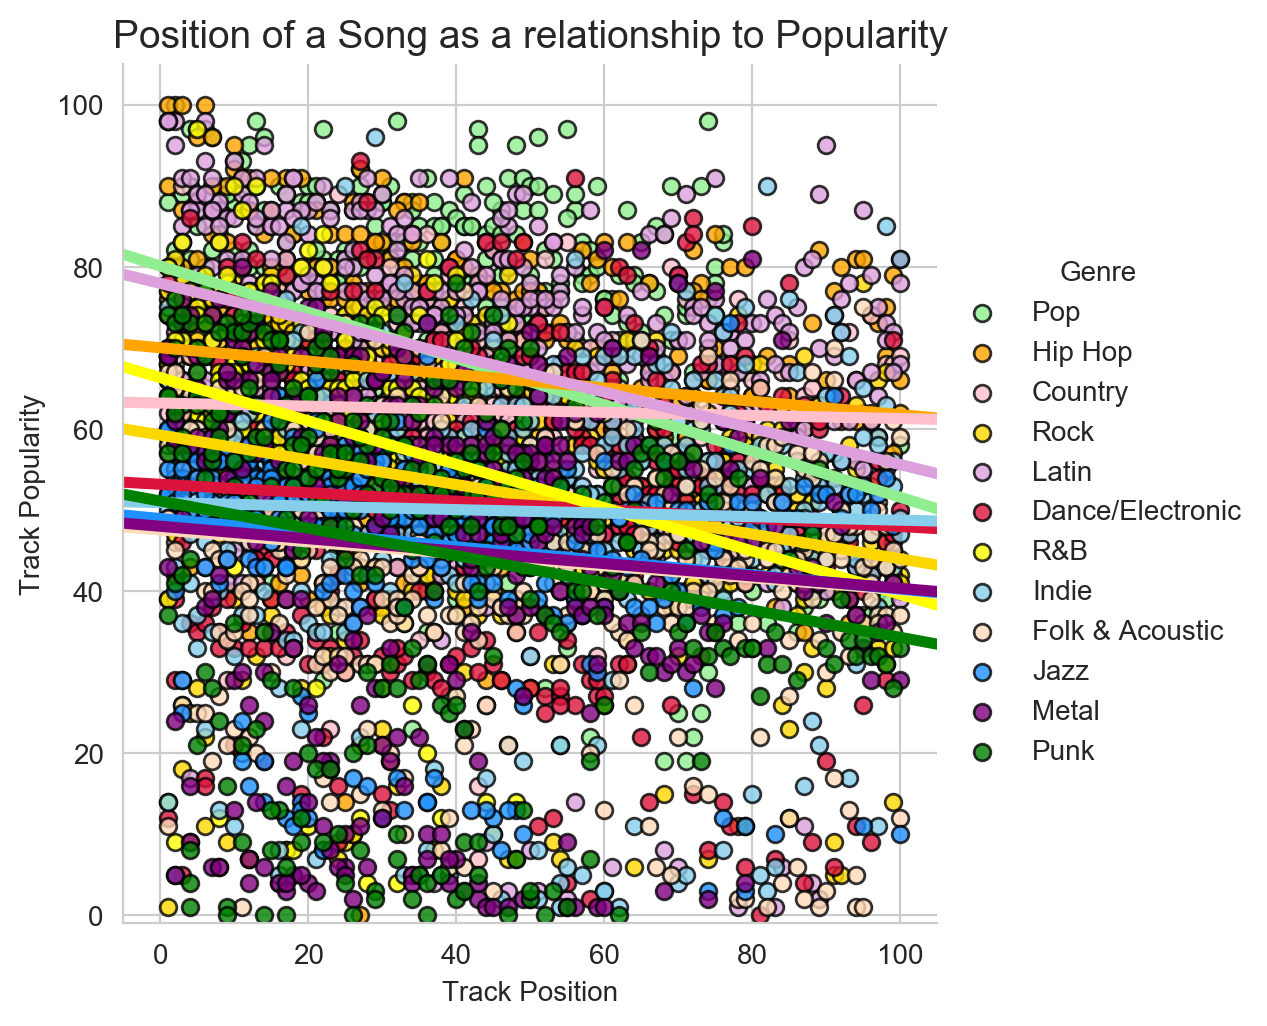 Position of a Song as a relationship to Popularity
100
80
60
40
20
0
Track Popularity
0 20 40 60 80 100
Track Position
Genre
Pop
Hip Hop
Country
Rock
Latin
Dance/Electronic
R&B
Indie
Folk & Acoustic
Jazz
Metal
Punk